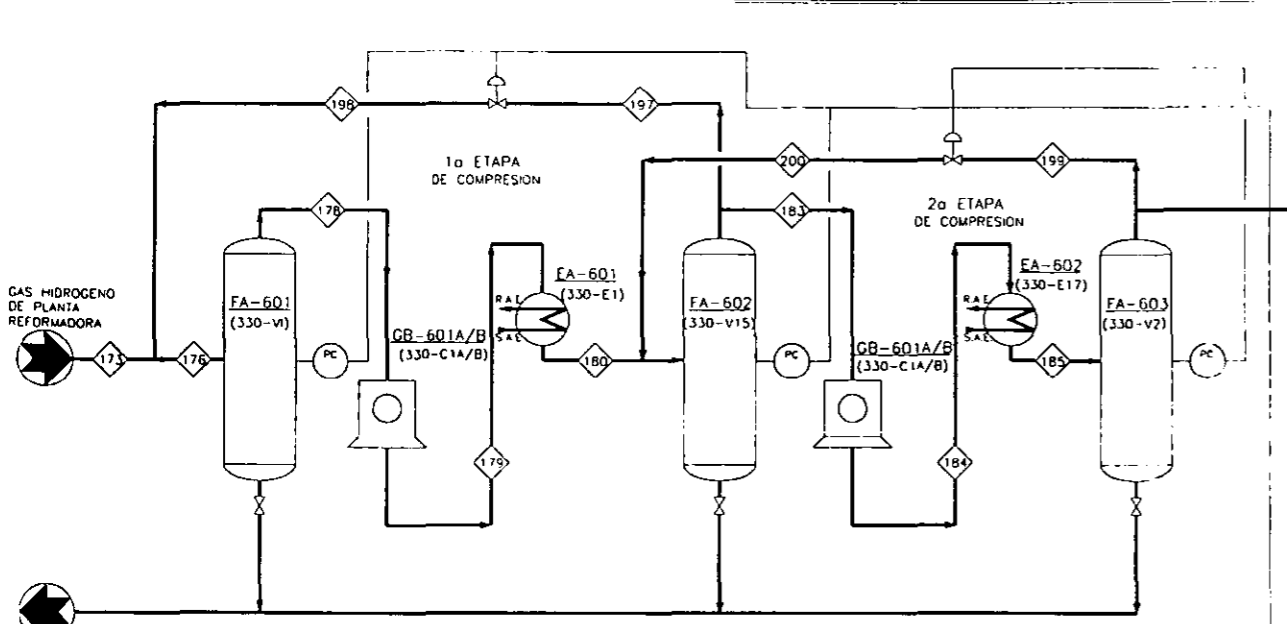 198
197
1a ETAPA
DE COMPRESION
200
199
178
183
2a ETAPA
DE COMPRESION
GAS HIDROGENO
DE PLANTA
REFORMADORA
FA-601
(330-V1)
EA-601
(330-E1)
R.A.E.
S.A.E.
FA-602
(330-V15)
EA-602
(330-E17)
R.A.E.
S.A.E.
FA-603
(330-V2)
173
176
PC
GB-601A/B
(330-C1A/B)
180
PC
GB-601A/B
(330-C1A/B)
185
PC
179
184